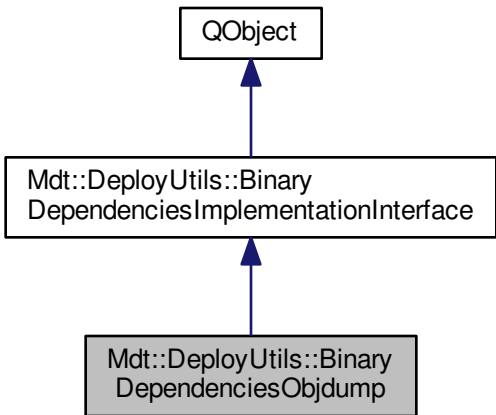 QObject
Mdt::DeployUtils::Binary
DependenciesImplementationInterface
Mdt::DeployUtils::Binary
DependenciesObjdump